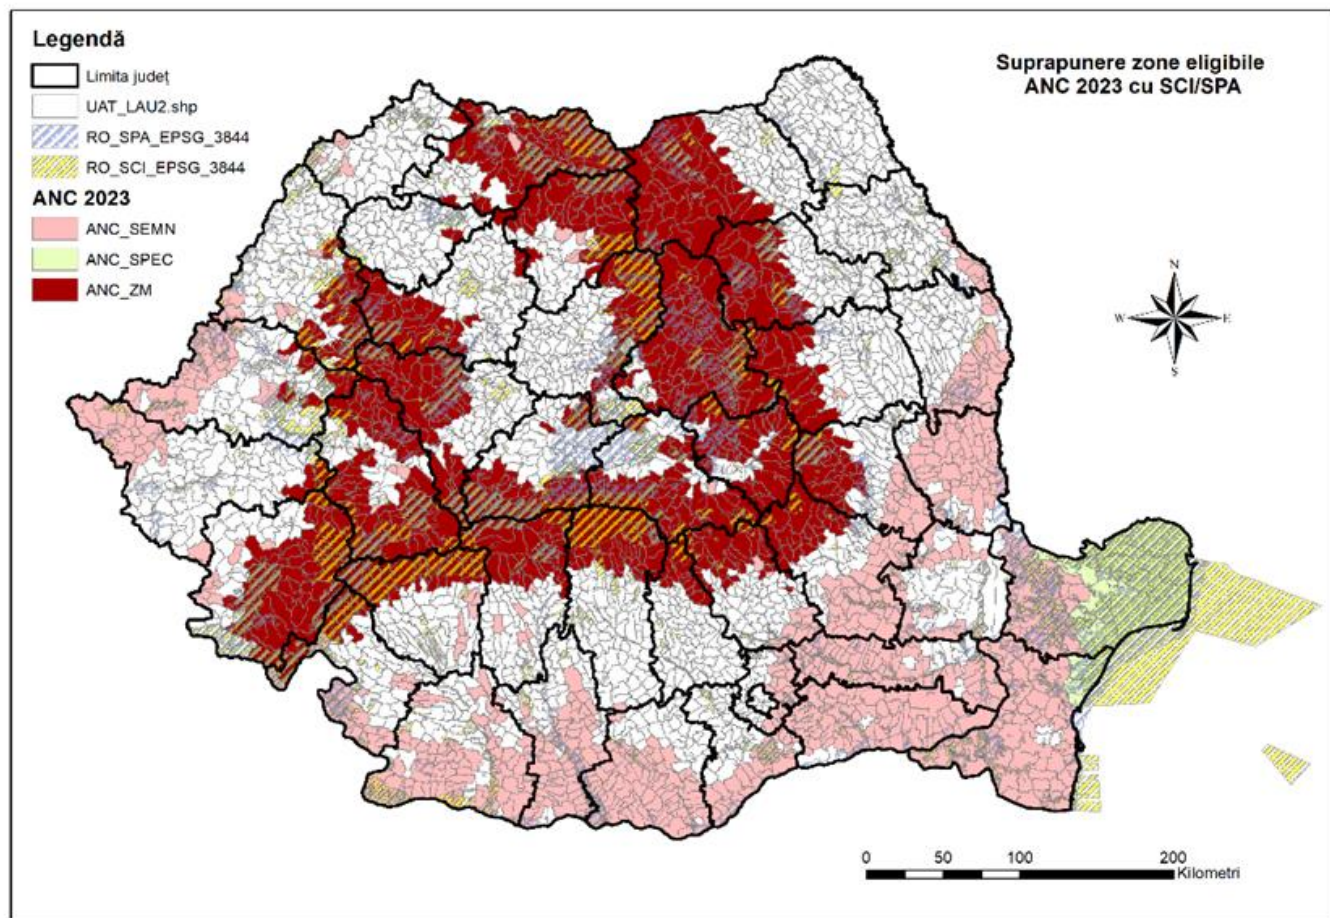 Legendă
Limita județ
UAT_LAU2.shp
RO_SPA_EPSG_3844
RO_SCI_EPSG_3844
ANC 2023
ANC_SEMN
ANC_SPEC
ANC_ZM
Suprapunere zone eligibile
ANC 2023 cu SCI/SPA
N
W E
S
0 50 100 200
Kilometri